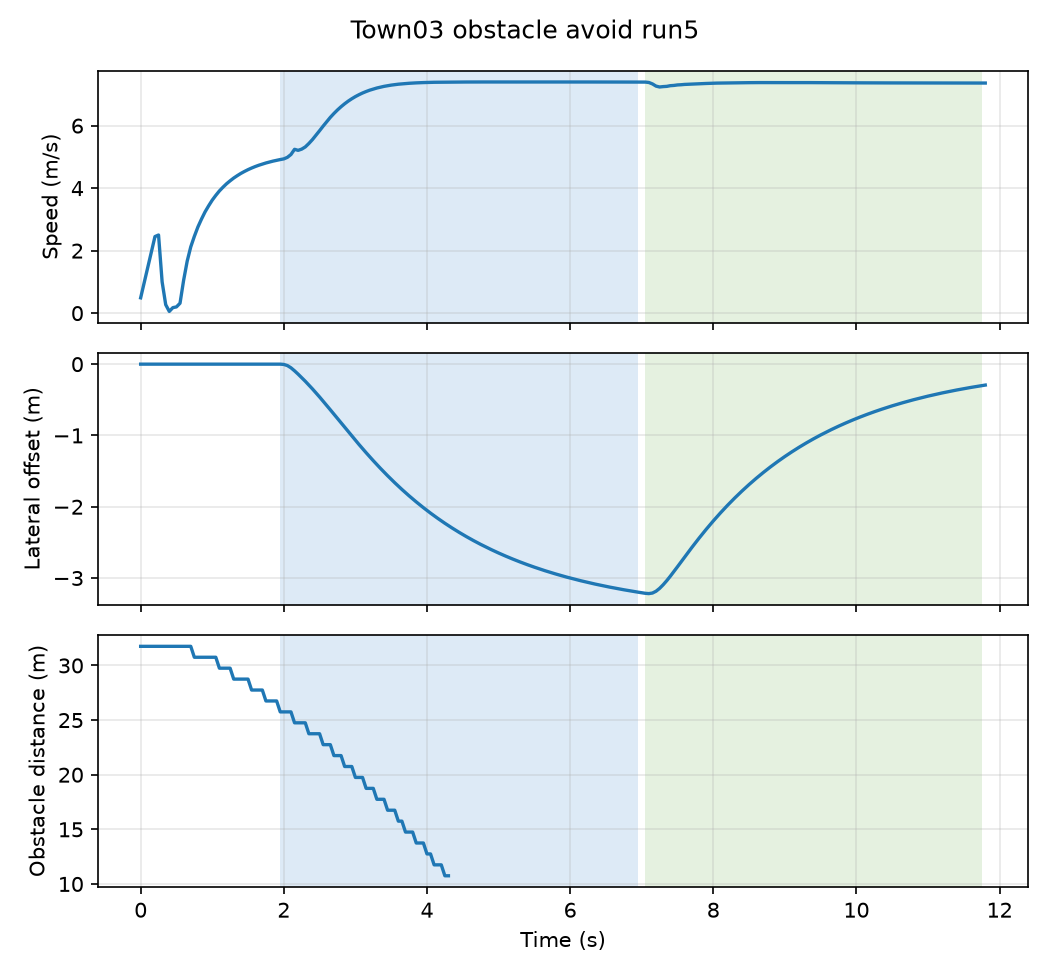 Town03 obstacle avoid run5
Speed (m/s)
6
4
2
0
Lateral offset (m)
0
−1
−2
−3
Obstacle distance (m)
30
25
20
15
10
0 2 4 6 8 10 12
Time (s)